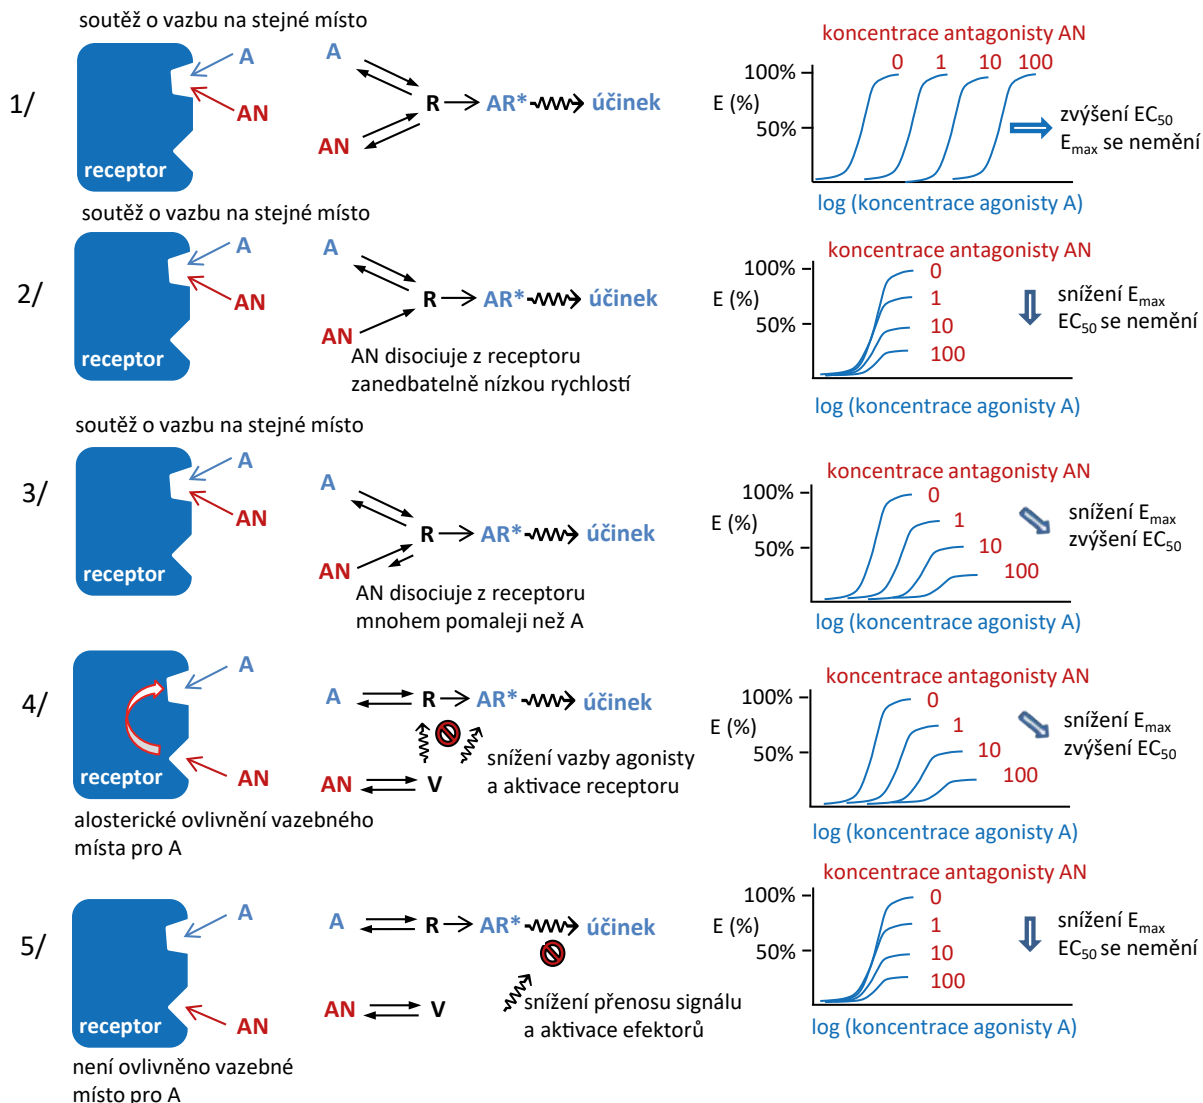 soutěž o vazbu na stejné místo
1/
A
AN
receptor
A
R
AR*
účinek
AN
koncentrace antagonisty AN
0 1 10 100
100%
E (%)
50%
zvýšení EC50
Emax se nemění
log (koncentrace agonisty A)
soutěž o vazbu na stejné místo
2/
A
AN
receptor
A
R
AR*
účinek
AN
AN disociuje z receptoru
zanedbatelně nízkou rychlostí
koncentrace antagonisty AN
100%
E (%)
50%
0
1
10
100
snížení Emax
EC50 se nemění
log (koncentrace agonisty A)
soutěž o vazbu na stejné místo
3/
A
AN
receptor
A
R
AR*
účinek
AN
AN disociuje z receptoru
mnohem pomaleji než A
koncentrace antagonisty AN
100%
E (%)
50%
0
1
10
100
snížení Emax
zvýšení EC50
log (koncentrace agonisty A)
4/
A
receptor
AN
alosterické ovlivnění vazebného
místa pro A
A
R
AR*
účinek
AN
V
snížení vazby agonisty
a aktivace receptoru
koncentrace antagonisty AN
100%
E (%)
50%
0
1
10
100
snížení Emax
zvýšení EC50
log (koncentrace agonisty A)
5/
A
receptor
AN
není ovlivněno vazebné
místo pro A
A
R
AR*
účinek
AN
V
snížení přenosu signálu
a aktivace efektorů
koncentrace antagonisty AN
100%
E (%)
50%
0
1
10
100
snížení Emax
EC50 se nemění
log (koncentrace agonisty A)